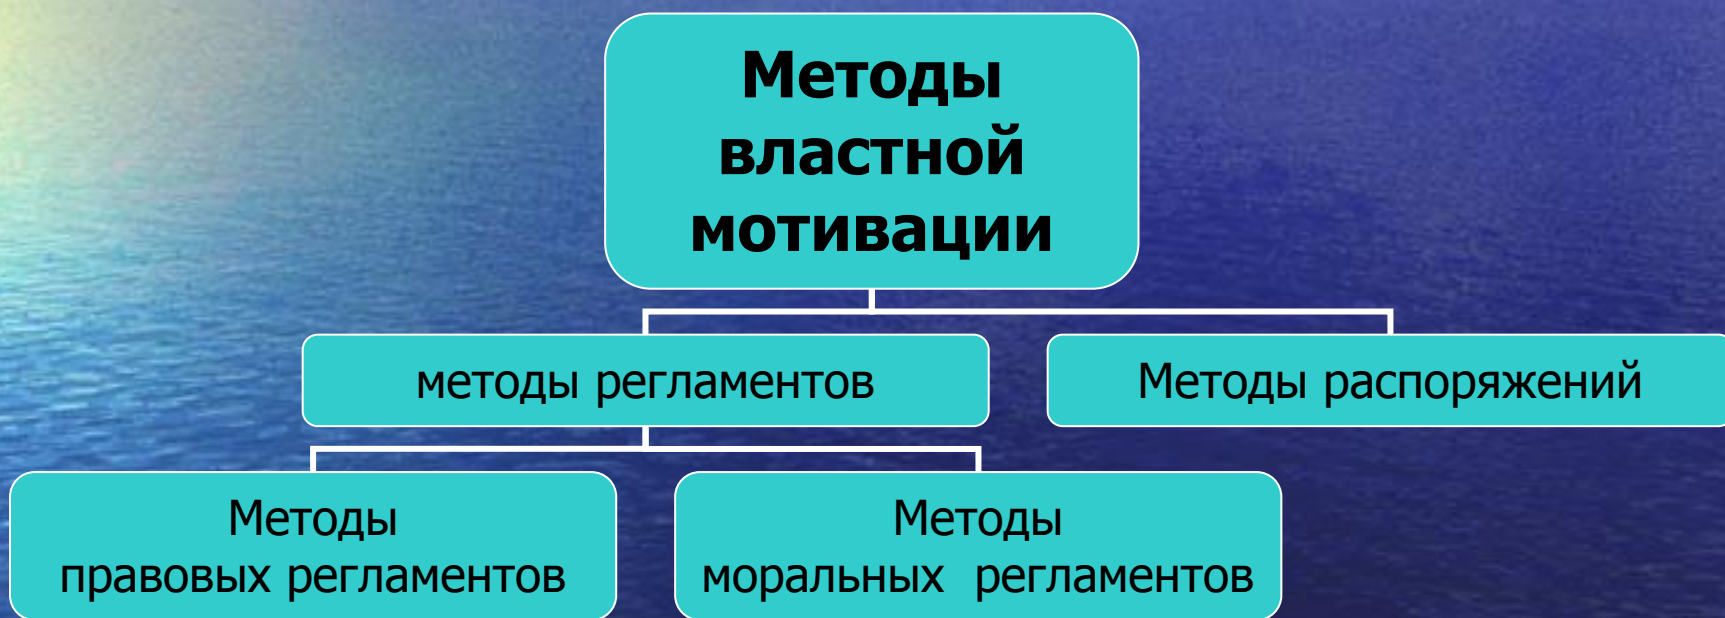 Методы
властной
мотивации
методы регламентов
Методы распоряжений
Методы
правовых регламентов
Методы
моральных регламентов